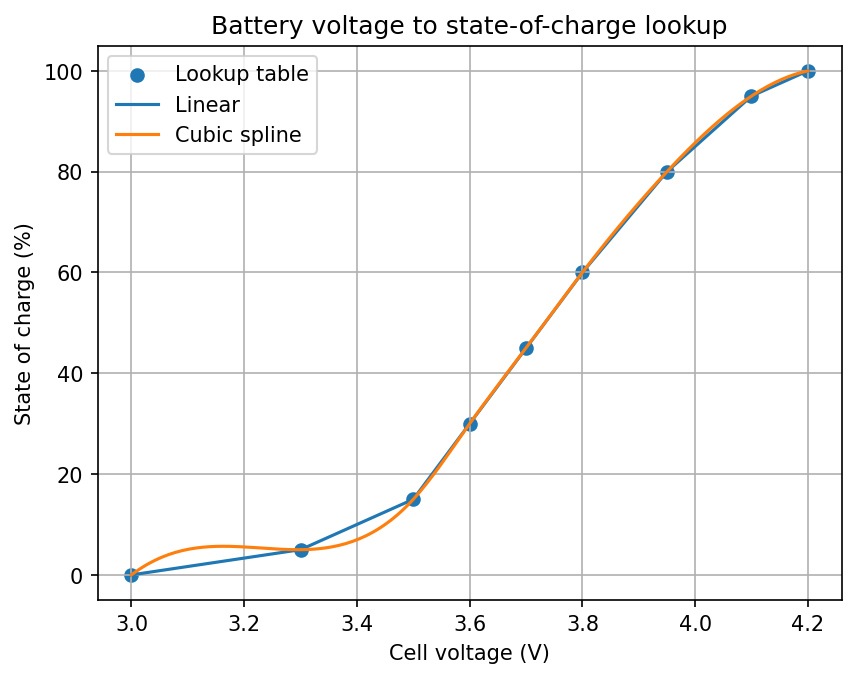 Battery voltage to state-of-charge lookup
Lookup table
Linear
Cubic spline
State of charge (%)
100
80
60
40
20
0
3.0 3.2 3.4 3.6 3.8 4.0 4.2
Cell voltage (V)